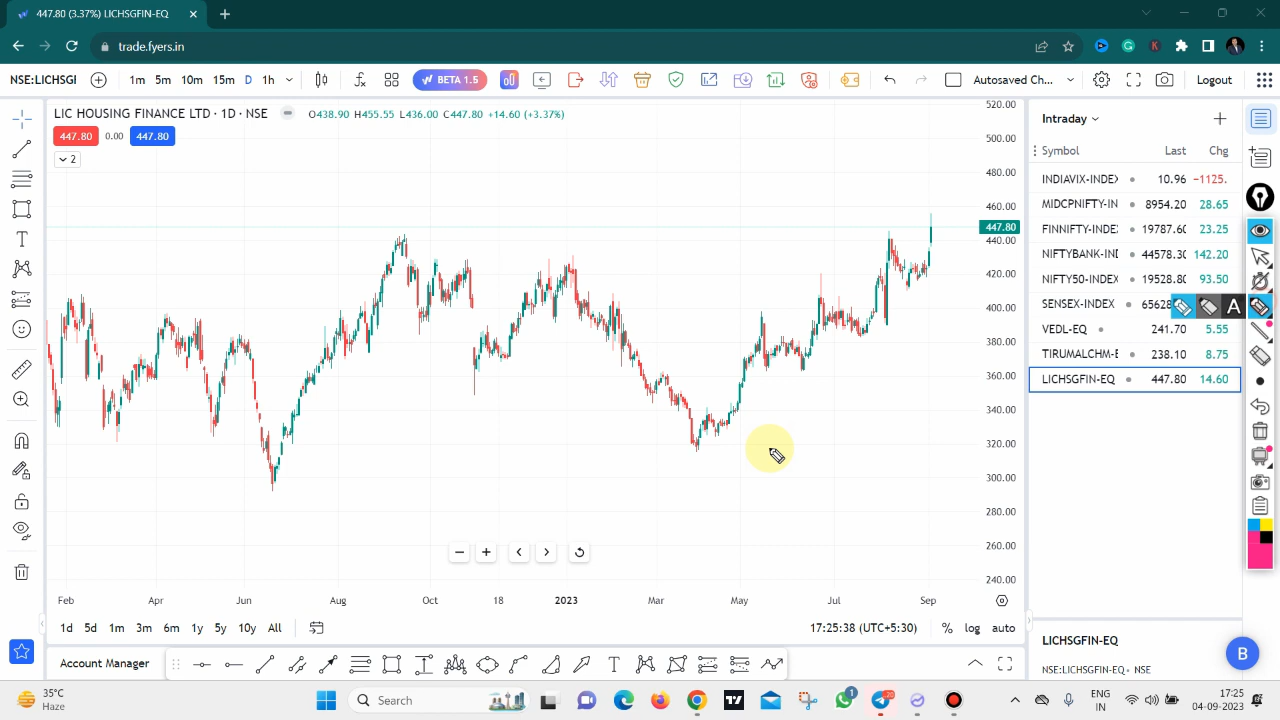 447.80 (3.37%) LICHSGFIN-EQ
trade.fyers.in
NSE:LICHSGI 1m 5m 10m 15m D 1h BETA 1.5 Autosaved Ch... Logout
LIC HOUSING FINANCE LTD · 1D · NSE O438.90 H455.55 L436.00 C447.80 +14.60 (+3.37%)
447.80 0.00 447.80
2
520.00
500.00
480.00
460.00
447.80
440.00
420.00
400.00
380.00
360.00
340.00
320.00
300.00
280.00
260.00
240.00
Feb Apr Jun Aug Oct 18 2023 Mar May Jul Sep
1d 5d 1m 3m 6m 1y 5y 10y All 17:25:38 (UTC+5:30) % log auto
Account Manager
Intraday
Symbol Last Chg
INDIAVIX-INDEX 10.96 −1125.
MIDCPNIFTY-IN 8954.20 28.65
FINNIFTY-INDEX 19787.60 23.25
NIFTYBANK-IND 44578.30 142.20
NIFTY50-INDEX 19528.80 93.50
SENSEX-INDEX 65628
A
VEDL-EQ 241.70 5.55
TIRUMALCHM-E 238.10 8.75
LICHSGFIN-EQ 447.80 14.60
LICHSGFIN-EQ
NSE:LICHSGFIN-EQ • NSE
B
35°C
Haze
Search
1
ENG
IN
17:25
04-09-2023